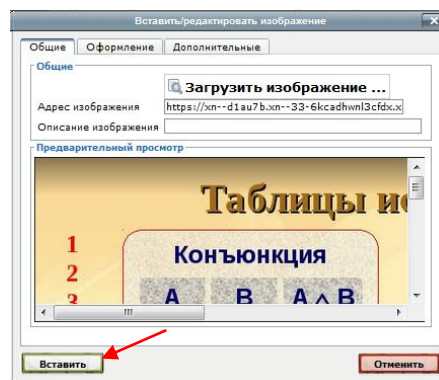 Вставить/редактировать изображение
Общие Оформление Дополнительные
Общие
Загрузить изображение ...
Адрес изображения https://xn--d1au7b.xn--33-6kcadhwnl3cfdx.x
Описание изображения
Предварительный просмотр
Таблицы ис
1
Конъюнкция
2
3 A B A ∧ B
Вставить Отменить